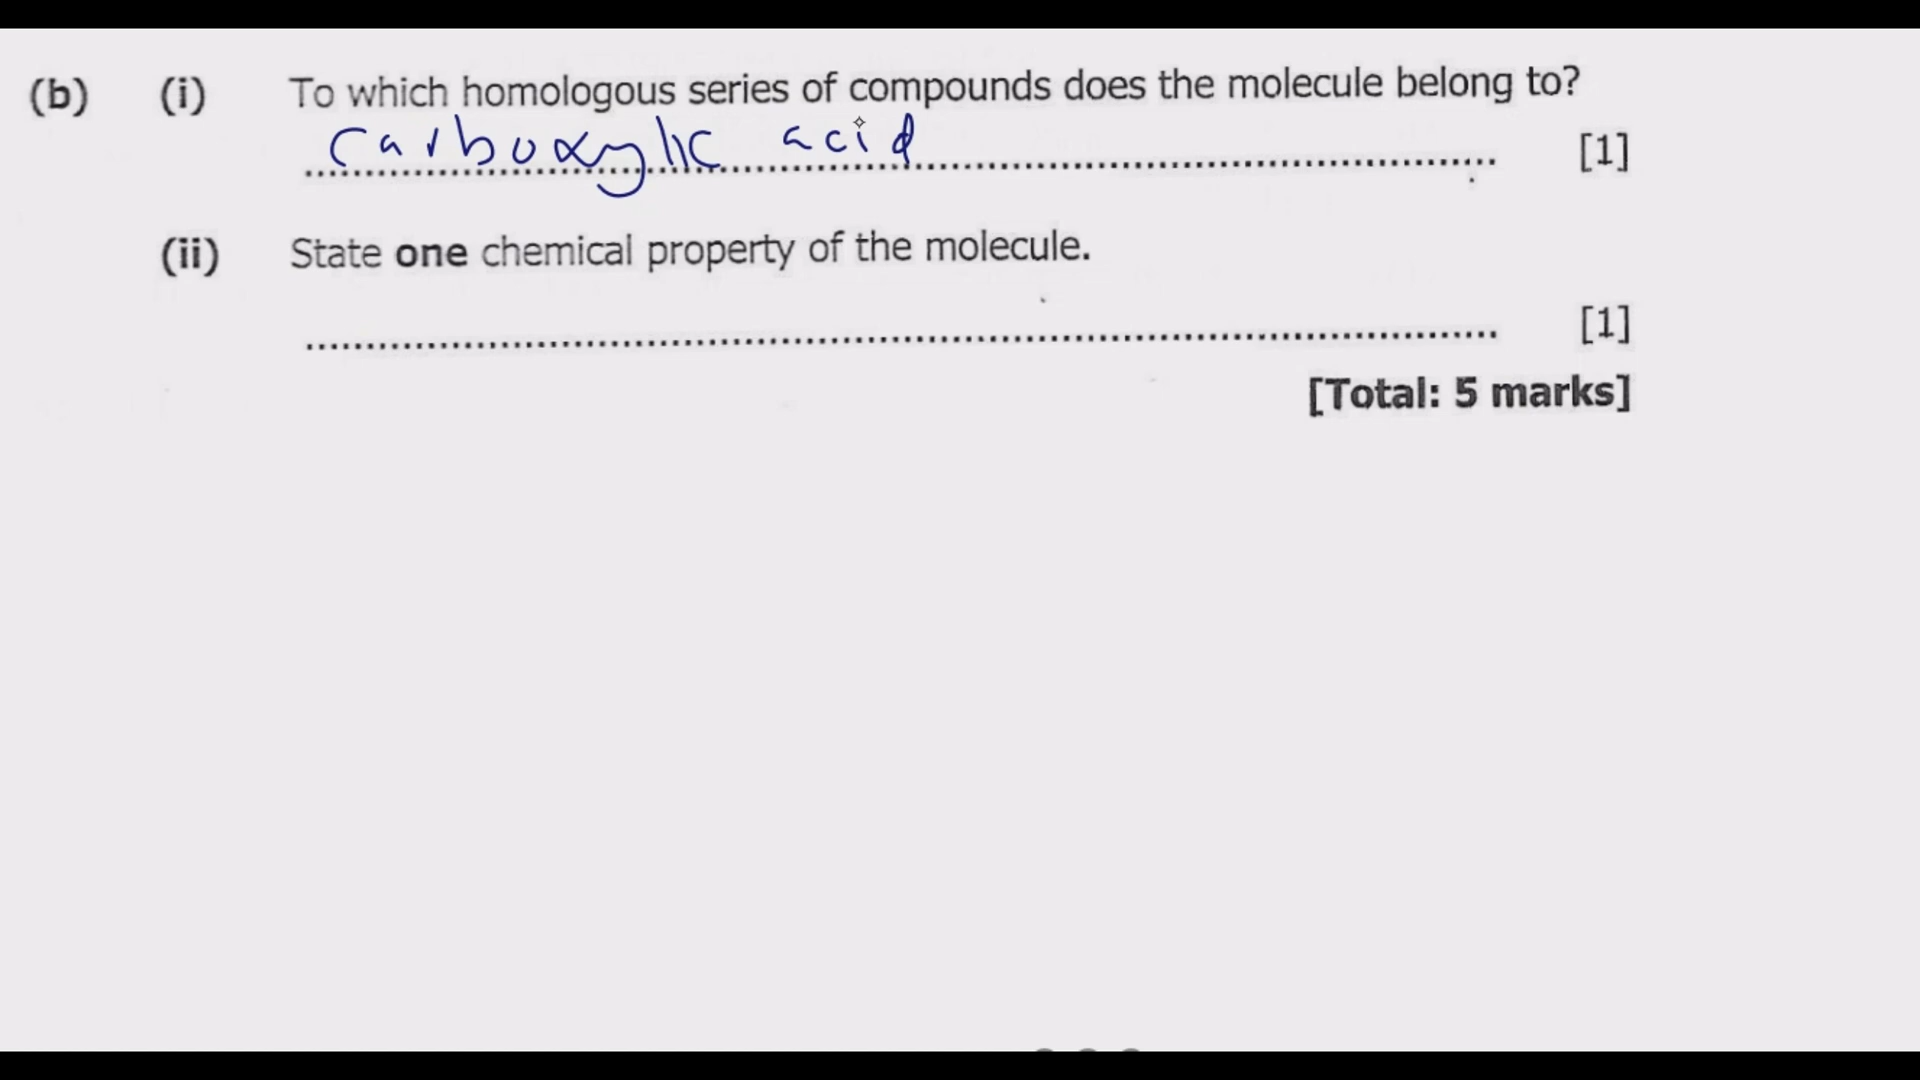 (b) (i) To which homologous series of compounds does the molecule belong to?
carboxylic acid [1]
(ii) State one chemical property of the molecule.
[1]
[Total: 5 marks]